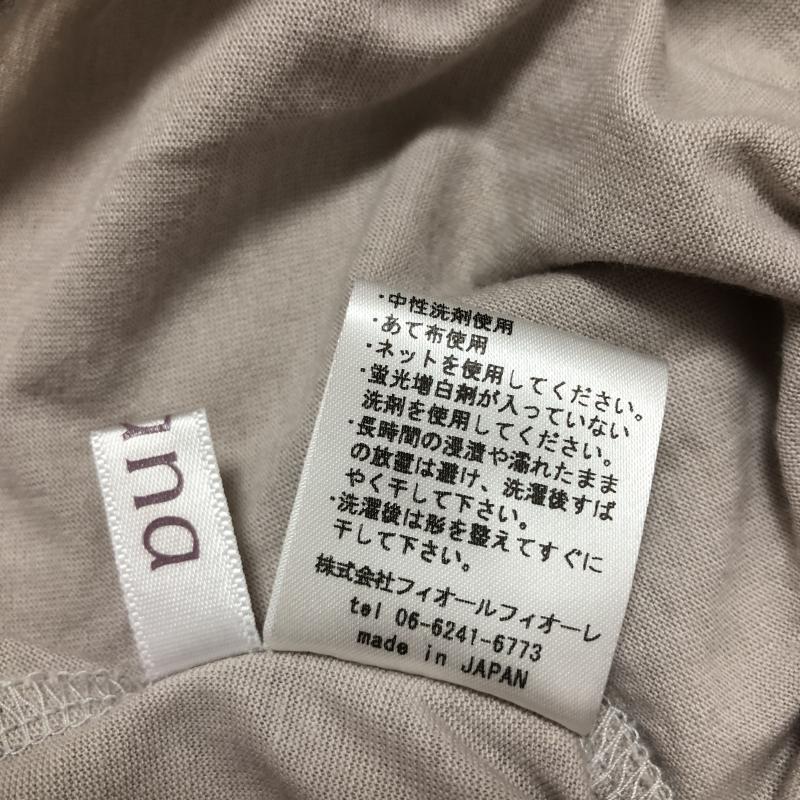 una
・中性洗剤使用
・あて布使用
・ネットを使用してください。
・蛍光増白剤が入っていない
洗剤を使用してください。
・長時間の浸漬や濡れたまま
の放置は避け、洗濯後すば
やく干して下さい。
・洗濯後は形を整えてすぐに
干して下さい。
株式会社フィオールフィオーレ
tel 06-6241-6773
made in JAPAN